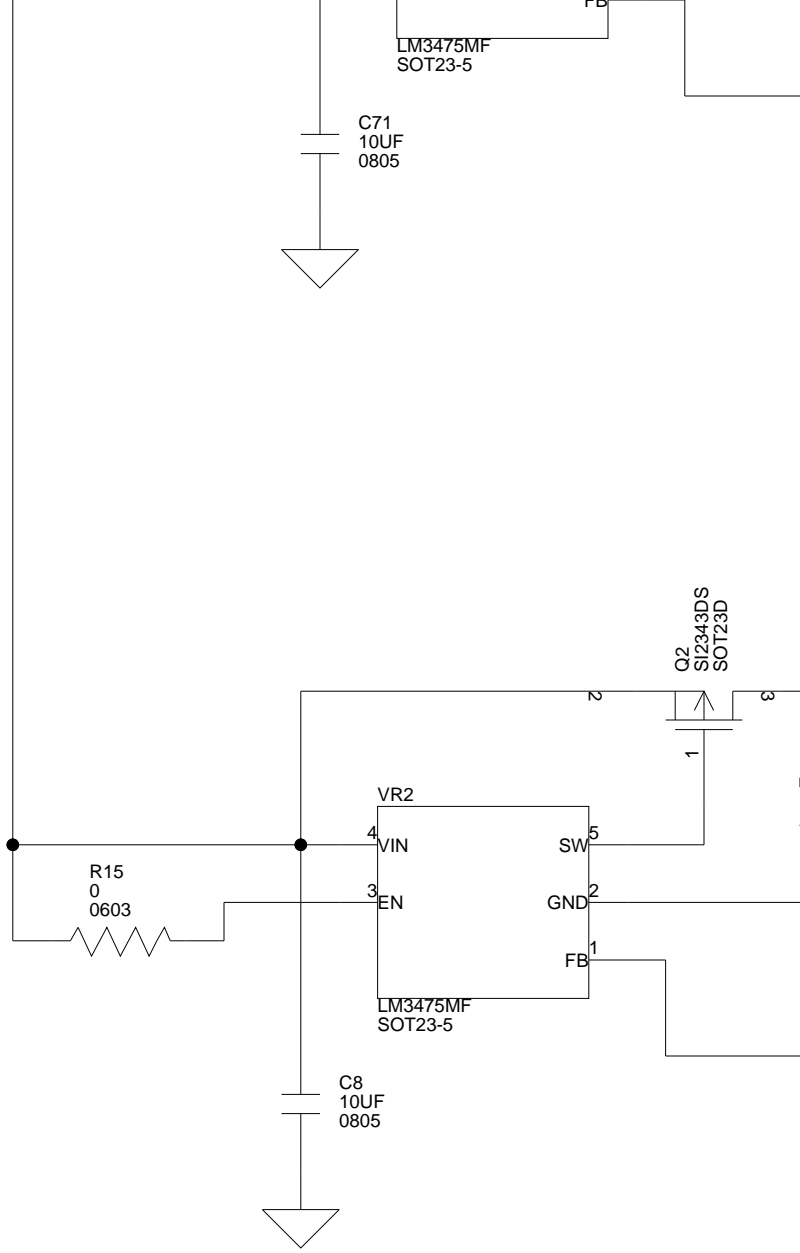 FB
LM3475MF
SOT23-5
C71
10UF
0805
Q2
SI2343DS
SOT23D
2
3
1
VR2
4
VIN
SW
5
R15
0
0603
3
EN
GND
2
FB
1
LM3475MF
SOT23-5
C8
10UF
0805